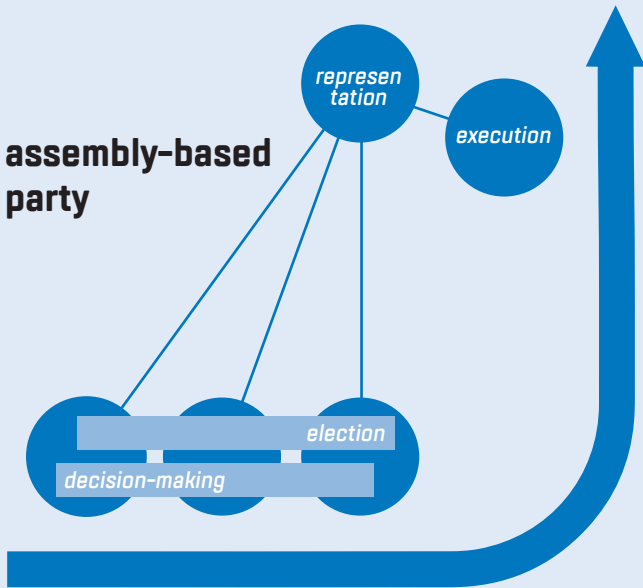 represen
tation
execution
assembly-based
party
election
decision-making